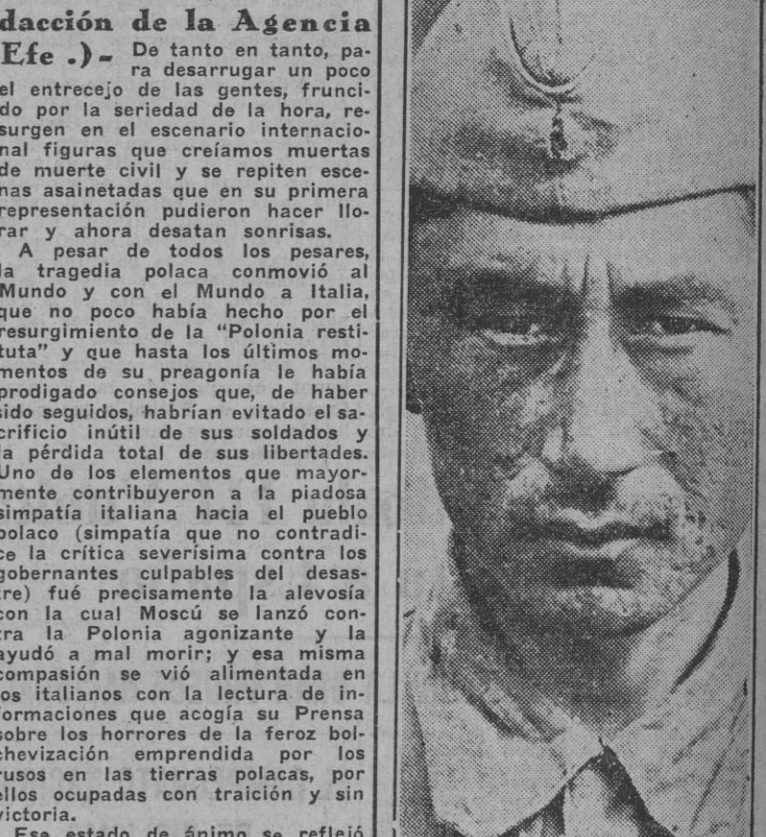 dacción de la Agencia
Efe .)- De tanto en tanto, pa-
ra desarrugar un poco
el entrecejo de las gentes, frunci-
do por la seriedad de la hora, re-
surgen en el escenario internacio-
nal figuras que creíamos muertas
de muerte civil y se repiten esce-
nas asainetadas que en su primera
representación pudieron hacer llo-
rar y ahora desatan sonrisas.
A pesar de todos los pesares,
la tragedia polaca conmovió al
Mundo y con el Mundo a Italia,
que no poco había hecho por el
resurgimiento de la "Polonia resti-
tuta" y que hasta los últimos mo-
mentos de su preagonía le había
prodigado consejos que, de haber
sido seguidos, habrían evitado el sa-
crificio inútil de sus soldados y
la pérdida total de sus libertades.
Uno de los elementos que mayor-
mente contribuyeron a la piadosa
simpatía italiana hacia el pueblo
polaco (simpatía que no contradi-
ce la crítica severísima contra los
gobernantes culpables del desas-
tre) fué precisamente la alevosía
con la cual Moscú se lanzó con-
tra la Polonia agonizante y la
ayudó a mal morir; y esa misma
compasión se vió alimentada en
los italianos con la lectura de in-
formaciones que acogía su Prensa
sobre los horrores de la feroz bol-
chevización emprendida por los
rusos en las tierras polacas, por
ellos ocupadas con traición y sin
victoria.
Ese estado de ánimo se reflejó